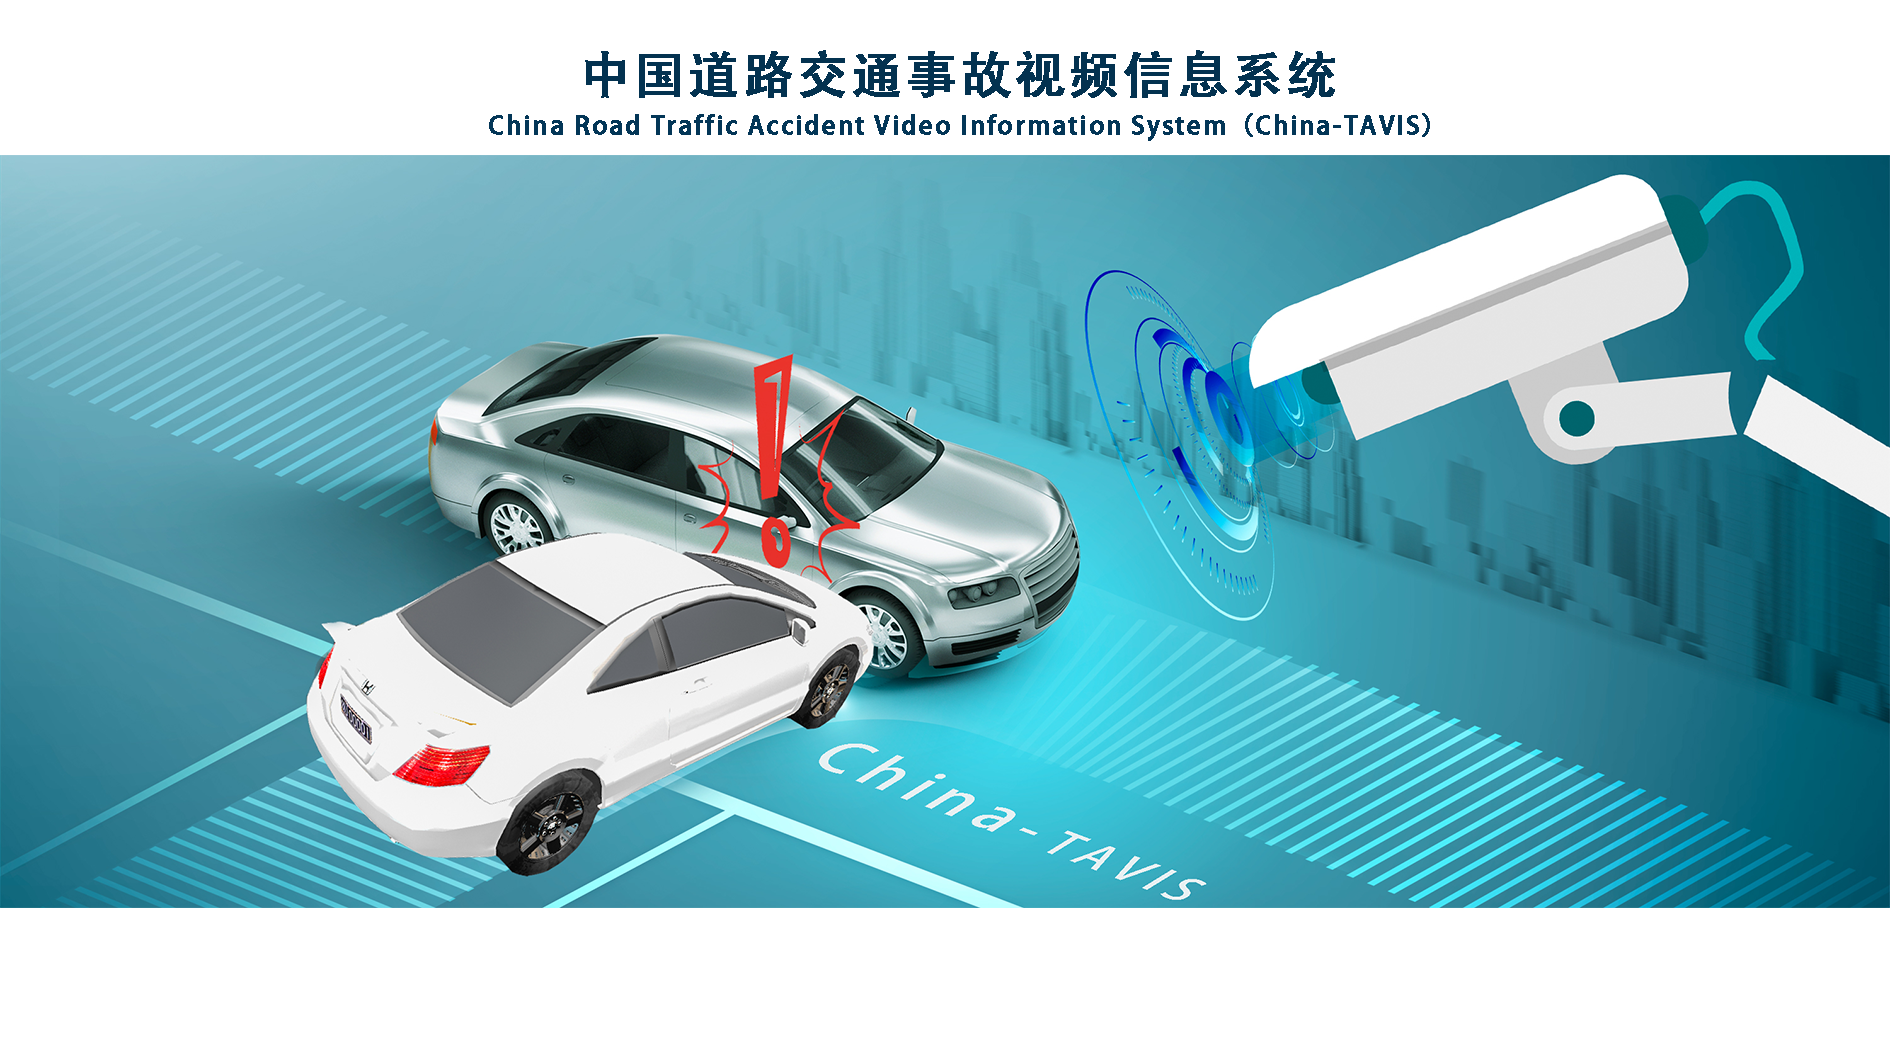 中国道路交通事故视频信息系统
China Road Traffic Accident Video Information System（China-TAVIS）
China-TAVIS